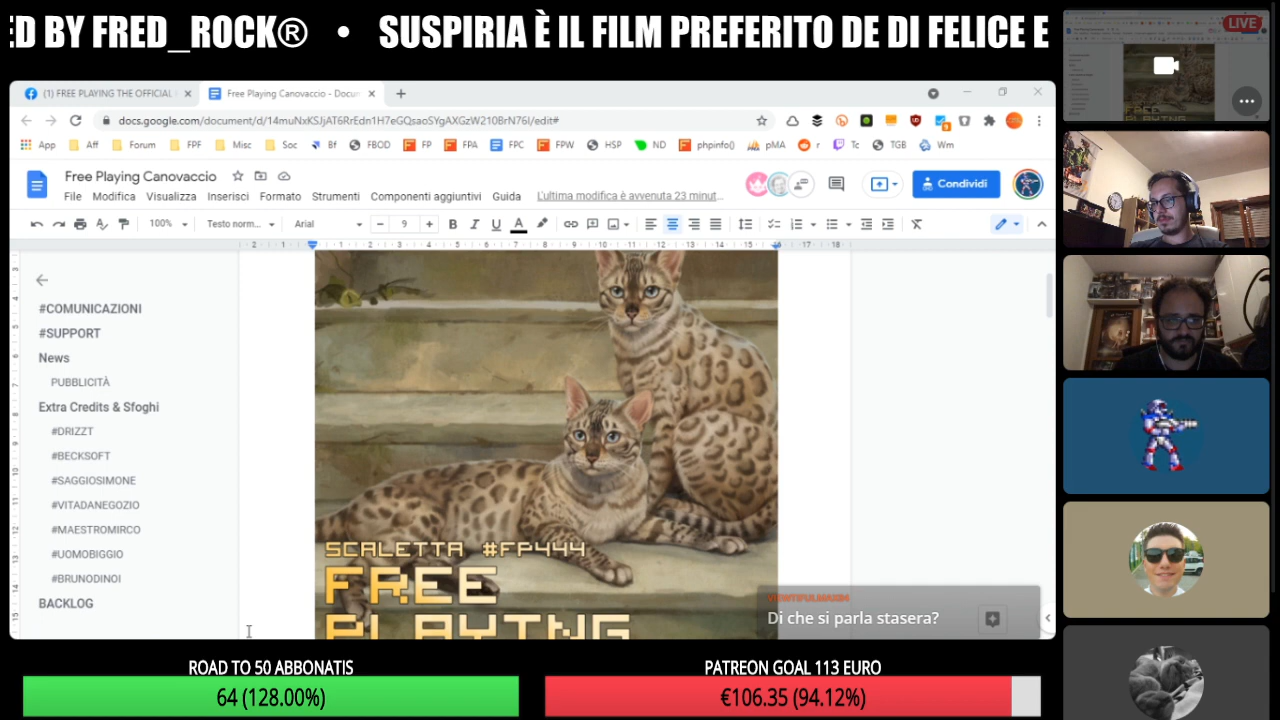 ED BY FRED_ROCK® • SUSPIRIA È IL FILM PREFERITO DE DI FELICE E
LIVE
(1) FREE PLAYING THE OFFICIAL
Free Playing Canovaccio - Docun
docs.google.com/document/d/14muNxKSJjAT6RrEdn1H7eGQsaoSYgAXGzW210BrN76I/edit#
App Aff Forum FPF Misc Soc Bf FBOD FP FPA FPC FPW HSP ND phpinfo() pMA r Tc TGB Wm
Free Playing Canovaccio
File Modifica Visualizza Inserisci Formato Strumenti Componenti aggiuntivi Guida L'ultima modifica è avvenuta 23 minut...
Condividi
100% Testo norm... Arial 9
#COMUNICAZIONI
#SUPPORT
News
PUBBLICITÀ
Extra Credits & Sfoghi
#DRIZZT
#BECKSOFT
#SAGGIOSIMONE
#VITADANEGOZIO
#MAESTROMIRCO
#UOMOBIGGIO
#BRUNODINOI
BACKLOG
SCALETTA #FP444
FREE
PLAYING
Di che si parla stasera?
ROAD TO 50 ABBONATIS
64 (128.00%)
PATREON GOAL 113 EURO
€106.35 (94.12%)